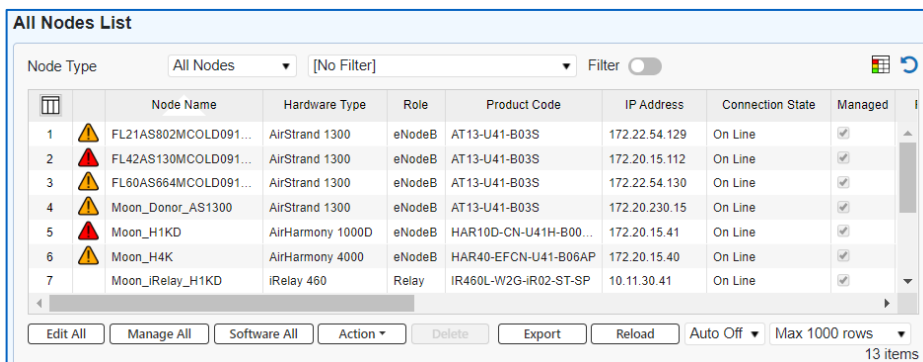 All Nodes List
Node Type All Nodes [No Filter] Filter
Node Name Hardware Type Role Product Code IP Address Connection State Managed
1 FL21AS802MCOLD091... AirStrand 1300 eNodeB AT13-U41-B03S 172.22.54.129 On Line
2 FL42AS130MCOLD091... AirStrand 1300 eNodeB AT13-U41-B03S 172.20.15.112 On Line
3 FL60AS664MCOLD091... AirStrand 1300 eNodeB AT13-U41-B03S 172.22.54.130 On Line
4 Moon_Donor_AS1300 AirStrand 1300 eNodeB AT13-U41-B03S 172.20.230.15 On Line
5 Moon_H1KD AirHarmony 1000D eNodeB HAR10D-CN-U41H-B00... 172.20.15.41 On Line
6 Moon_H4K AirHarmony 4000 eNodeB HAR40-EFCN-U41-B06AP 172.20.15.40 On Line
7 Moon_iRelay_H1KD iRelay 460 Relay IR460L-W2G-iR02-ST-SP 10.11.30.41 On Line
Edit All Manage All Software All Action Delete Export Reload Auto Off Max 1000 rows
13 items